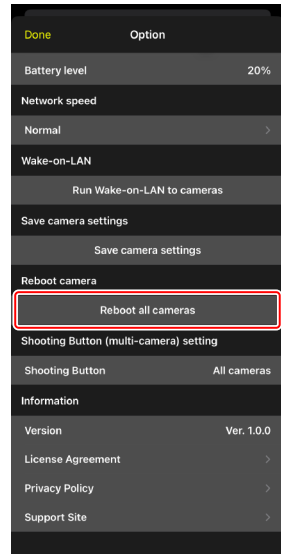 Done Option
Battery level 20%
Network speed
Normal
Wake-on-LAN
Run Wake-on-LAN to cameras
Save camera settings
Save camera settings
Reboot camera
Reboot all cameras
Shooting Button (multi-camera) setting
Shooting Button All cameras
Information
Version Ver. 1.0.0
License Agreement
Privacy Policy
Support Site